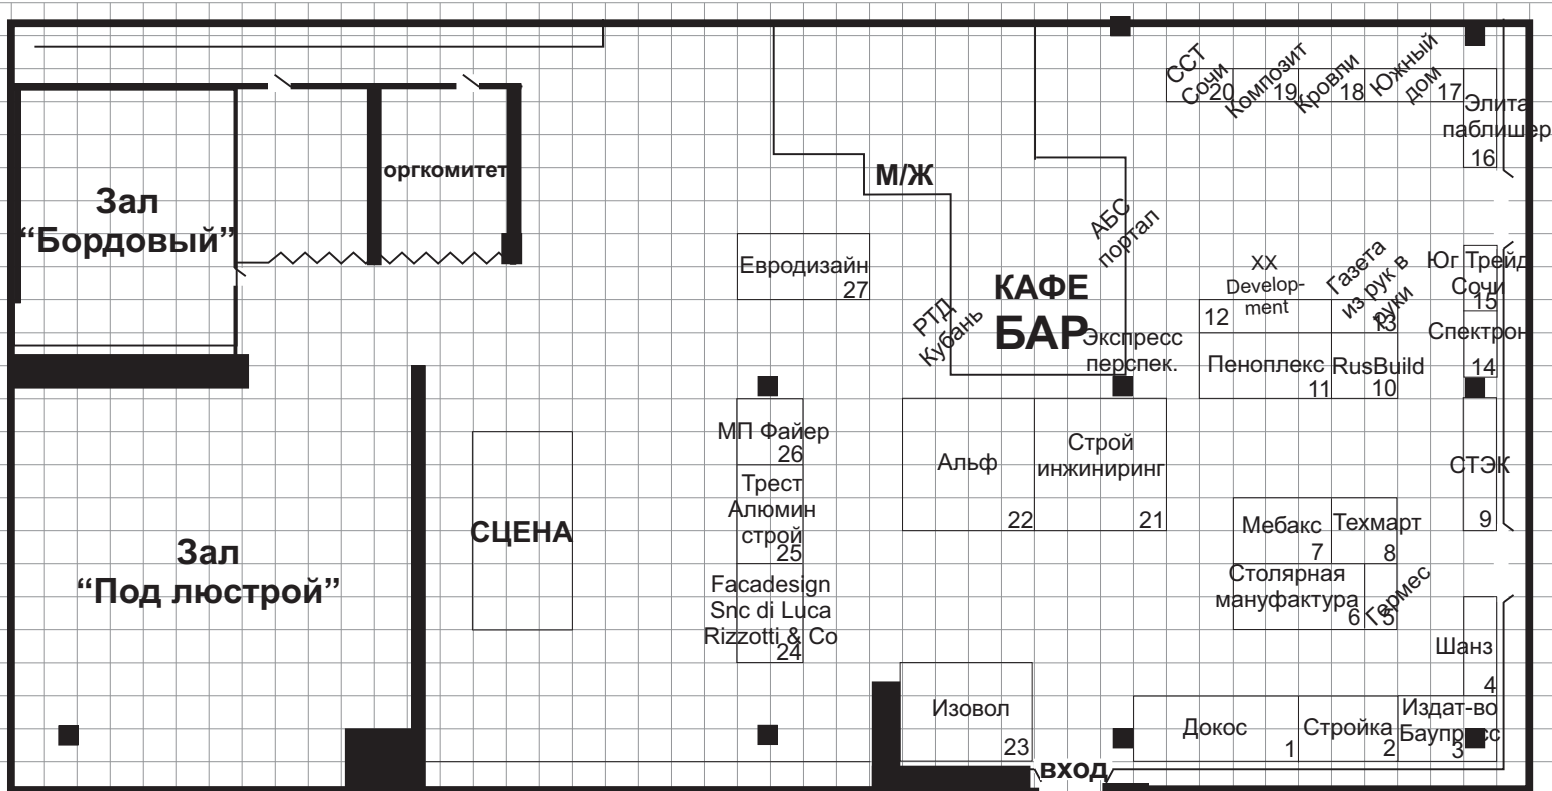 ССТ
Сочи
20
Композит
19
Кровли
18
Южный
дом
17
Элита
паблишер
16
оргкомитет
М/Ж
Зал
“Бордовый”
АБС
портал
Евродизайн
27
КАФЕ
БАР
РТД
Кубань
Экспресс
перспек.
XX
Develop-
ment
12
Газета
из рук в
руки
13
Юг Трейд
Сочи
15
Спектрон
14
Пеноплекс
11
RusBuild
10
МП Файер
26
Трест
Алюмин
строй
25
Facadesign
Snc di Luca
Rizzotti & Co
24
СЦЕНА
Альф
22
Строй
инжиниринг
21
СТЭК
9
Мебакс
7
Техмарт
8
Столярная
мануфактура
6
Гермес
5
Зал
“Под люстрой”
Шанз
4
Изовол
23
Докос
1
Стройка
2
Издат-во
Баупресс
3
вход